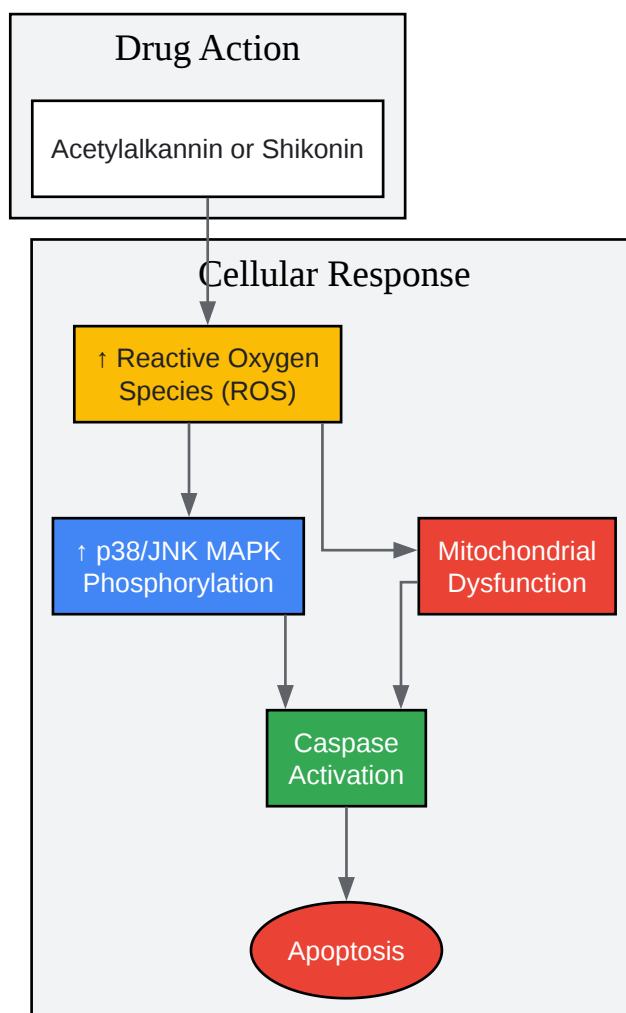 Drug Action
Acetylalkannin or Shikonin
Cellular Response
↑ Reactive Oxygen
Species (ROS)
↑ p38/JNK MAPK
Phosphorylation
Mitochondrial
Dysfunction
Caspase
Activation
Apoptosis